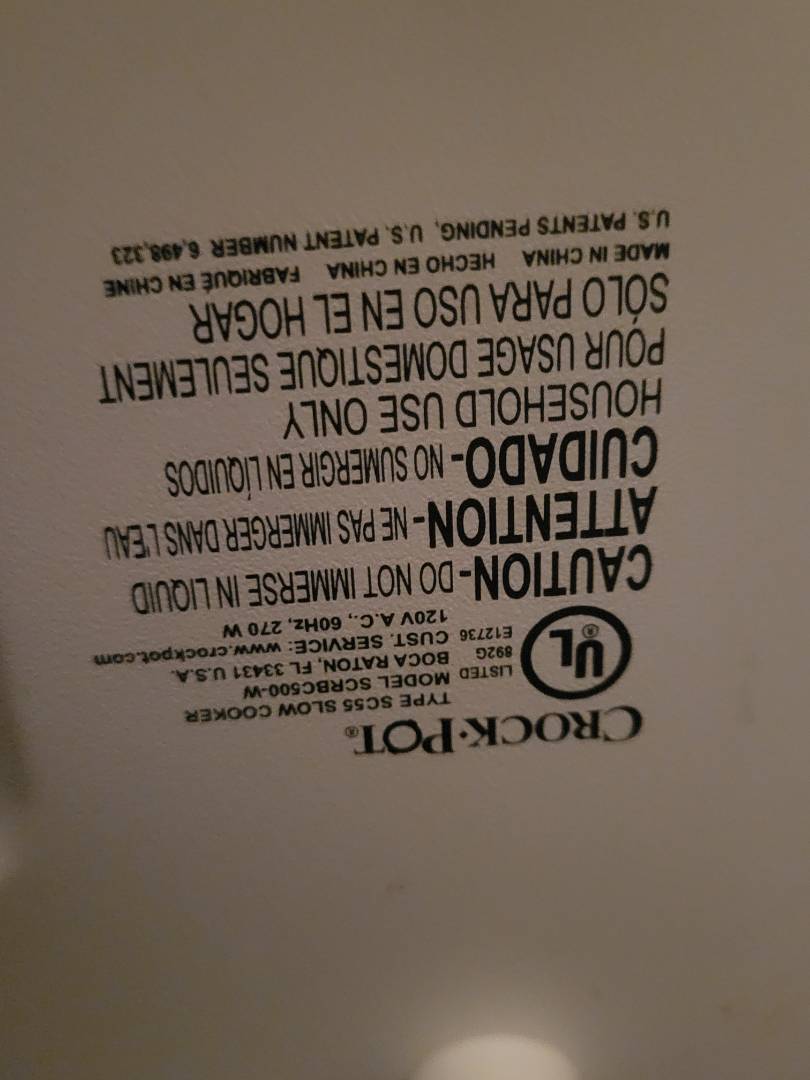 CROCK·POT®
TYPE SC55 SLOW COOKER
MODEL SCRBC500-W
BOCA RATON, FL 33431 U.S.A.
CUST. SERVICE: www.crockpot.com
120V A.C., 60Hz, 270 W
UL®
LISTED
892G
E12736
CAUTION-DO NOT IMMERSE IN LIQUID
ATTENTION-NE PAS IMMERGER DANS L'EAU
CUIDADO-NO SUMERGIR EN LÍQUIDOS
HOUSEHOLD USE ONLY
POUR USAGE DOMESTIQUE SEULEMENT
SÓLO PARA USO EN EL HOGAR
MADE IN CHINA HECHO EN CHINA FABRIQUÉ EN CHINE
U.S. PATENTS PENDING, U.S. PATENT NUMBER 6,498,323